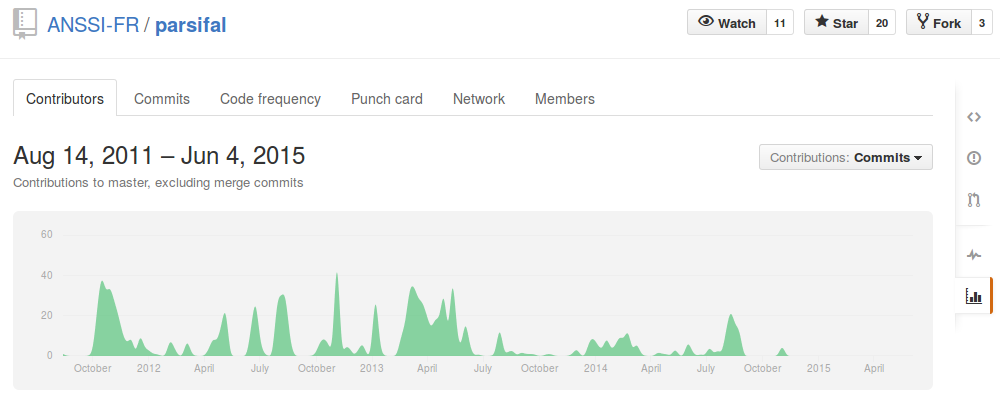 ANSSI-FR / parsifal
Watch 11 Star 20 Fork 3
Contributors Commits Code frequency Punch card Network Members
Aug 14, 2011 – Jun 4, 2015
Contributions: Commits
Contributions to master, excluding merge commits
60
40
20
0
October 2012 April July October 2013 April July October 2014 April July October 2015 April